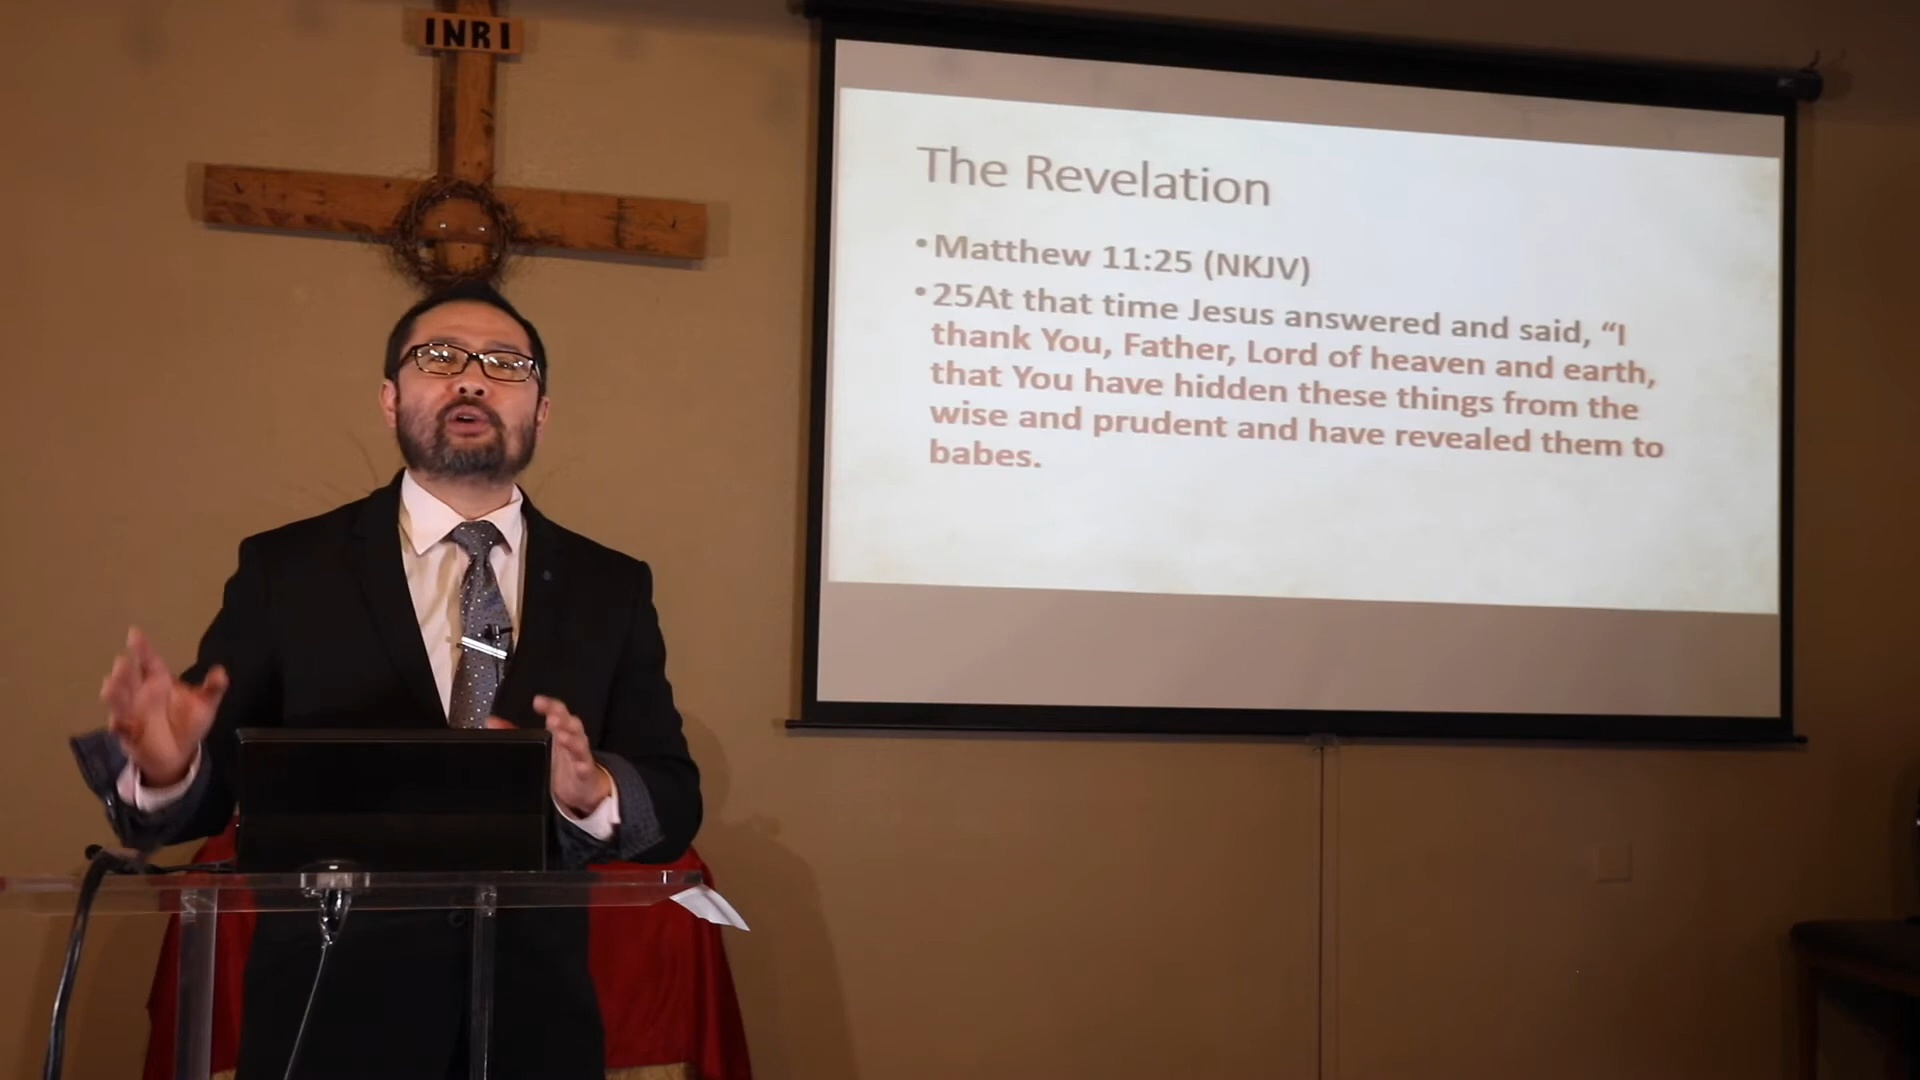 INRI
The Revelation
•Matthew 11:25 (NKJV)
•25At that time Jesus answered and said, “I
thank You, Father, Lord of heaven and earth,
that You have hidden these things from the
wise and prudent and have revealed them to
babes.